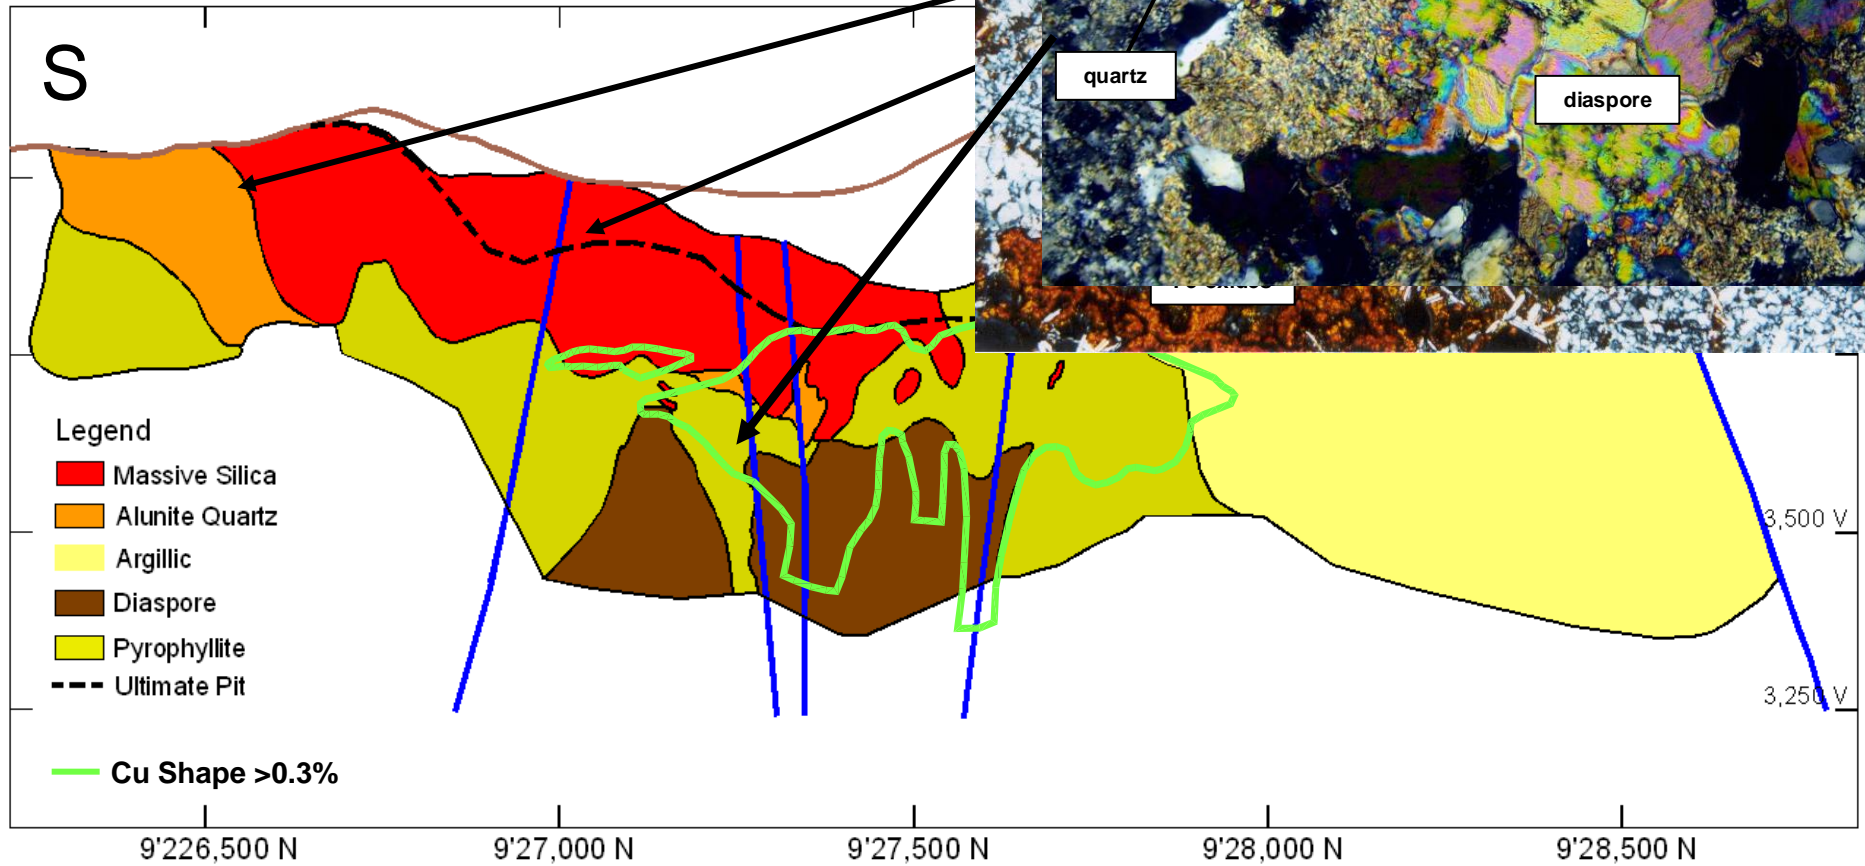 S
quartz
diaspore
Legend
Massive Silica
Alunite Quartz
Argillic
Diaspore
Pyrophyllite
Ultimate Pit
Cu Shape >0.3%
3,500 V
3,250 V
9'226,500 N
9'27,000 N
9'27,500 N
9'28,000 N
9'28,500 N